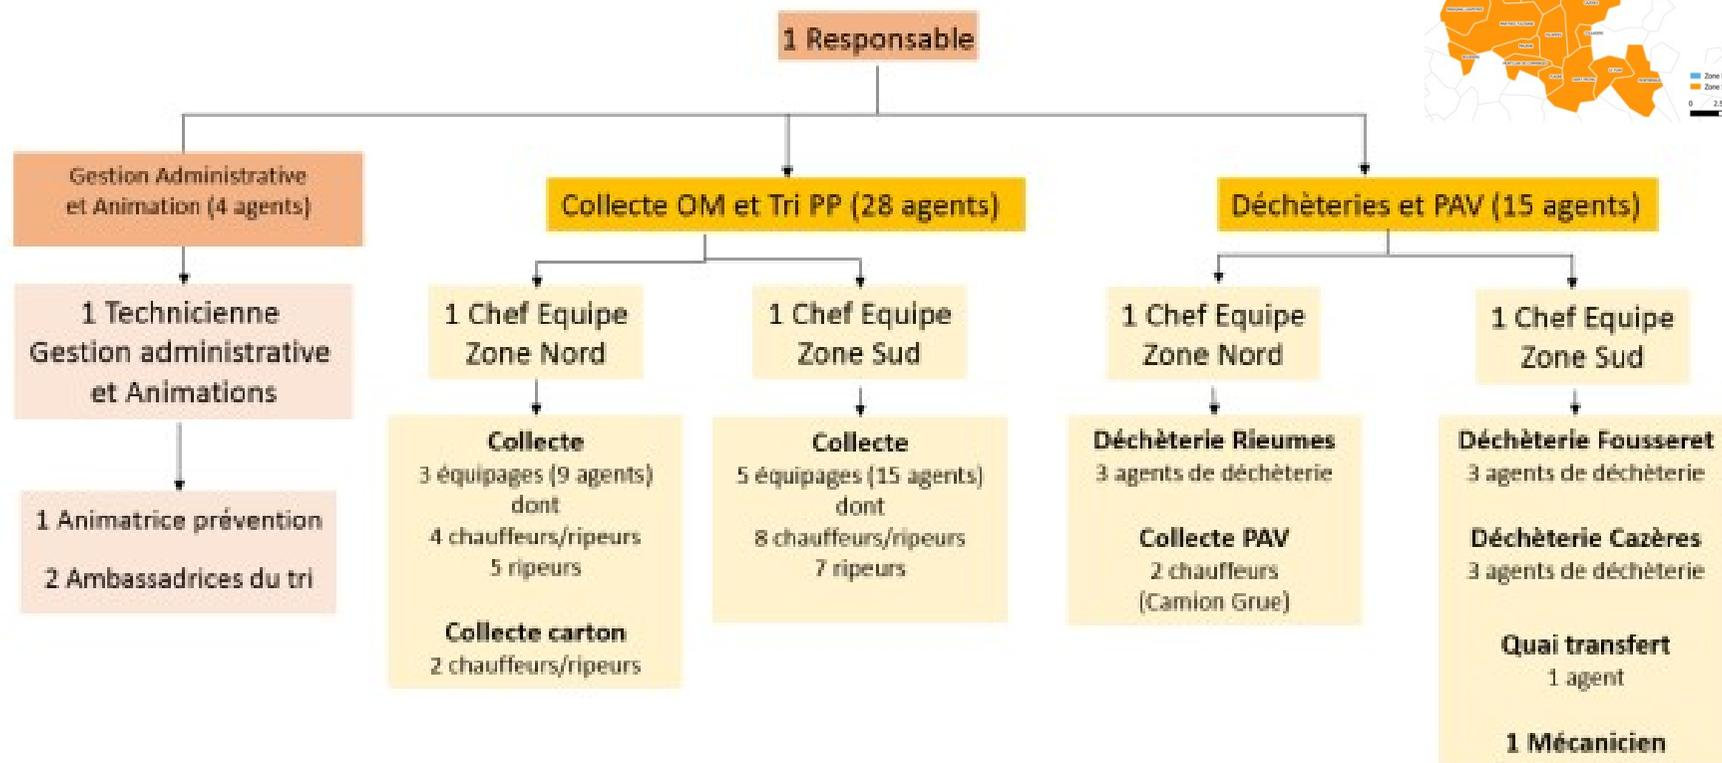 1 Responsable
Gestion Administrative
et Animation (4 agents)
Collecte OM et Tri PP (28 agents)
Déchèteries et PAV (15 agents)
1 Technicienne
Gestion administrative
et Animations
1 Animatrice prévention
2 Ambassadrices du tri
1 Chef Equipe
Zone Nord
Collecte
3 équipages (9 agents)
dont
4 chauffeurs/ripeurs
5 ripeurs
Collecte carton
2 chauffeurs/ripeurs
1 Chef Equipe
Zone Sud
Collecte
5 équipages (15 agents)
dont
8 chauffeurs/ripeurs
7 ripeurs
1 Chef Equipe
Zone Nord
Déchèterie Rieumes
3 agents de déchèterie
Collecte PAV
2 chauffeurs
(Camion Grue)
1 Chef Equipe
Zone Sud
Déchèterie Fousseret
3 agents de déchèterie
Déchèterie Cazères
3 agents de déchèterie
Quai transfert
1 agent
1 Mécanicien
Zone
Zone
0